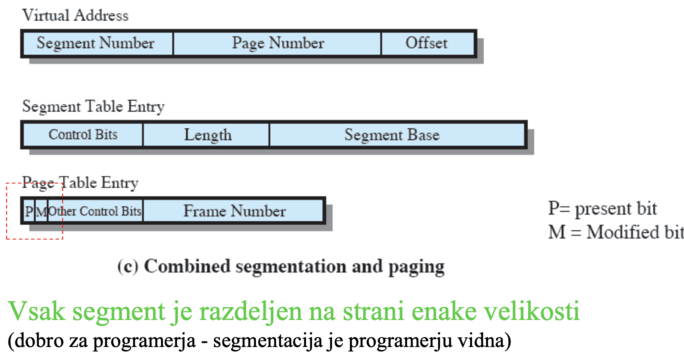 Virtual Address
Segment Number Page Number Offset
Segment Table Entry
Control Bits Length Segment Base
Page Table Entry
P M Other Control Bits Frame Number
P= present bit
M = Modified bit
(c) Combined segmentation and paging
Vsak segment je razdeljen na strani enake velikosti
(dobro za programerja - segmentacija je programerju vidna)